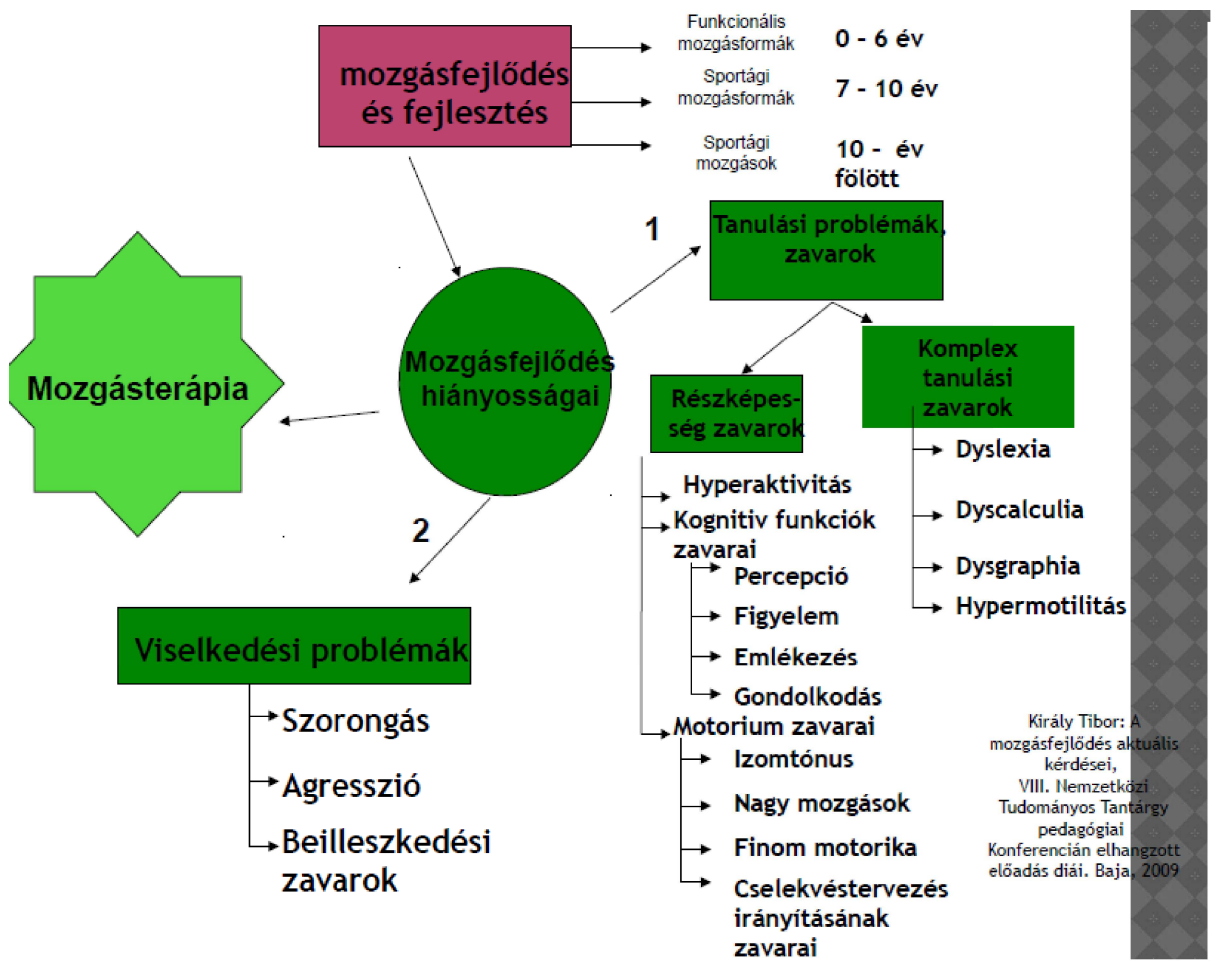 mozgásfejlődés
és fejlesztés
Funkcionális
mozgásformák
0 - 6 év
Sportági
mozgásformák
7 - 10 év
Sportági
mozgások
10 - év
fölött
1
Tanulási problémák,
zavarok
Mozgásterápia
Mozgásfejlődés
hiányosságai
Komplex
tanulási
zavarok
Részképes-
ség zavarok
Dyslexia
Dyscalculia
Dysgraphia
Hypermotilitás
Hyperaktivitás
Kognitiv funkciók
zavarai
Percepció
Figyelem
Emlékezés
Gondolkodás
Motorium zavarai
Izomtónus
Nagy mozgások
Finom motorika
Cselekvéstervezés
irányításának
zavarai
2
Viselkedési problémák
Szorongás
Agresszió
Beilleszkedési
zavarok
Király Tibor: A
mozgásfejlődés aktuális
kérdései,
VIII. Nemzetközi
Tudományos Tantárgy
pedagógiai
Konferencián elhangzott
előadás diái. Baja, 2009